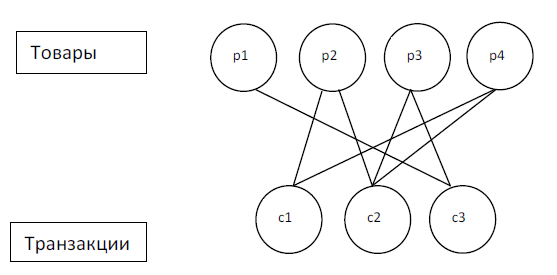 Товары
p1 p2 p3 p4
c1 c2 c3
Транзакции